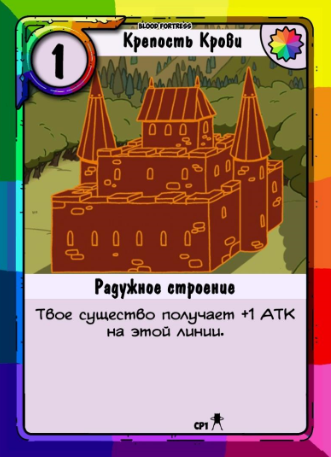 BLOOD FORTRESS
1
Крепость Крови
Радужное строение
Твое существо получает +1 АТК
на этой линии.
CP1